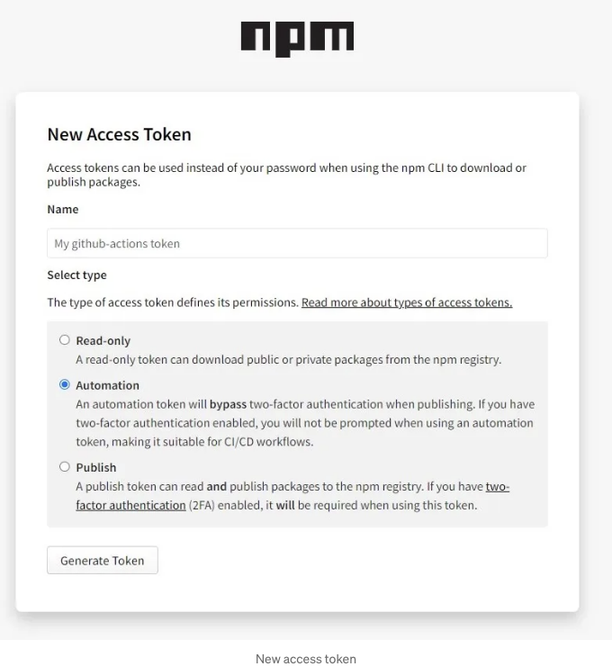 npm
New Access Token
Access tokens can be used instead of your password when using the npm CLI to download or
publish packages.
Name
My github-actions token
Select type
The type of access token defines its permissions. Read more about types of access tokens.
Read-only
A read-only token can download public or private packages from the npm registry.
Automation
An automation token will bypass two-factor authentication when publishing. If you have
two-factor authentication enabled, you will not be prompted when using an automation
token, making it suitable for CI/CD workflows.
Publish
A publish token can read and publish packages to the npm registry. If you have two-
factor authentication (2FA) enabled, it will be required when using this token.
Generate Token
New access token